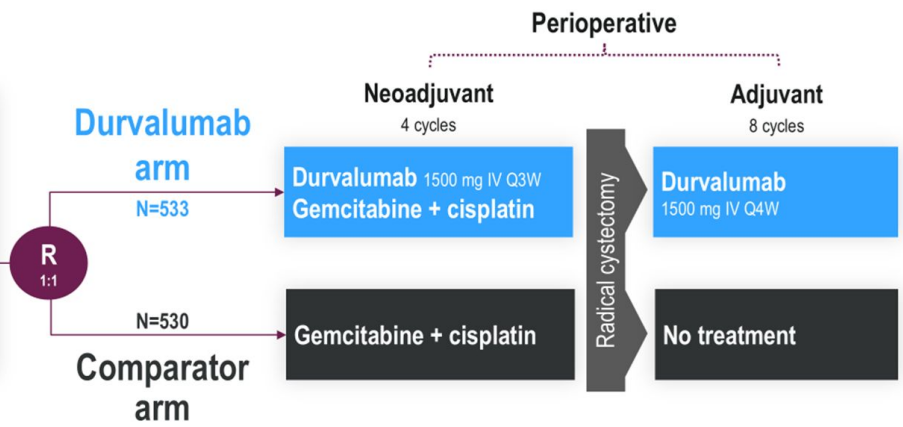 Perioperative
Neoadjuvant
4 cycles
Adjuvant
8 cycles
Durvalumab
arm
N=533
Durvalumab 1500 mg IV Q3W
Gemcitabine + cisplatin
Radical cystectomy
Durvalumab
1500 mg IV Q4W
R
1:1
N=530
Comparator
arm
Gemcitabine + cisplatin
No treatment